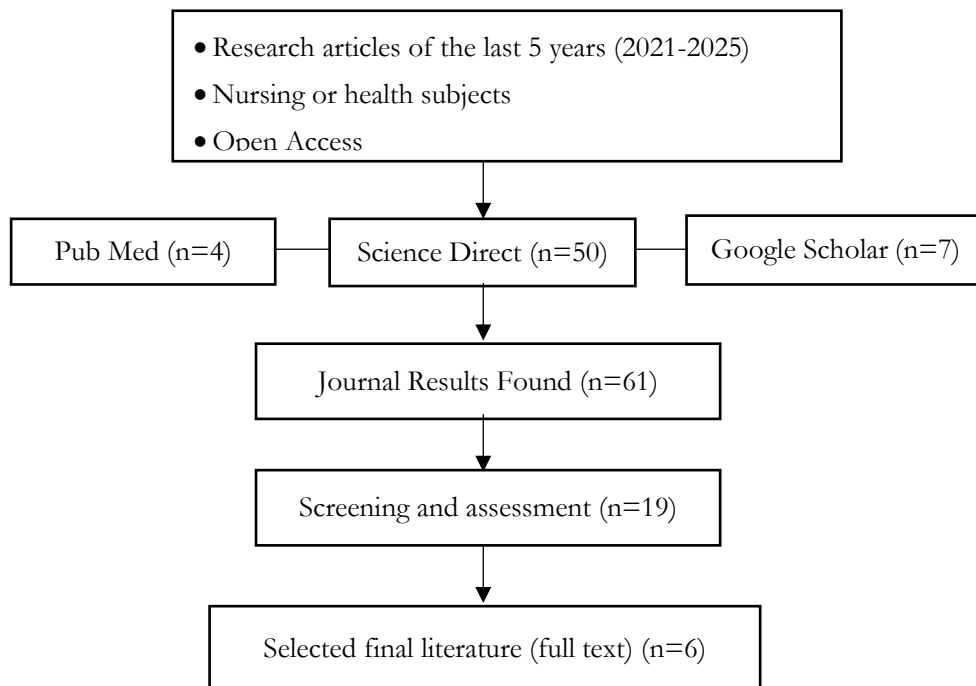 • Research articles of the last 5 years (2021-2025)
• Nursing or health subjects
• Open Access
Pub Med (n=4)
Science Direct (n=50)
Google Scholar (n=7)
Journal Results Found (n=61)
Screening and assessment (n=19)
Selected final literature (full text) (n=6)